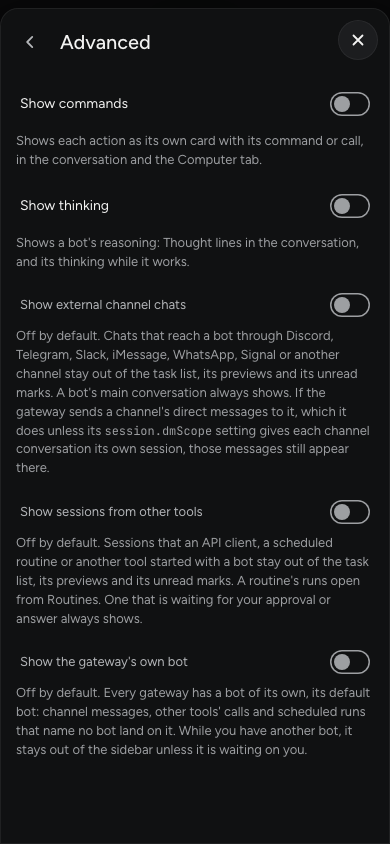 Advanced
Show commands
Shows each action as its own card with its command or call,
in the conversation and the Computer tab.
Show thinking
Shows a bot's reasoning: Thought lines in the conversation,
and its thinking while it works.
Show external channel chats
Off by default. Chats that reach a bot through Discord,
Telegram, Slack, iMessage, WhatsApp, Signal or another
channel stay out of the task list, its previews and its unread
marks. A bot's main conversation always shows. If the
gateway sends a channel's direct messages to it, which it
does unless its session.dmScope setting gives each channel
conversation its own session, those messages still appear
there.
Show sessions from other tools
Off by default. Sessions that an API client, a scheduled
routine or another tool started with a bot stay out of the task
list, its previews and its unread marks. A routine's runs open
from Routines. One that is waiting for your approval or
answer always shows.
Show the gateway's own bot
Off by default. Every gateway has a bot of its own, its default
bot: channel messages, other tools' calls and scheduled runs
that name no bot land on it. While you have another bot, it
stays out of the sidebar unless it is waiting on you.